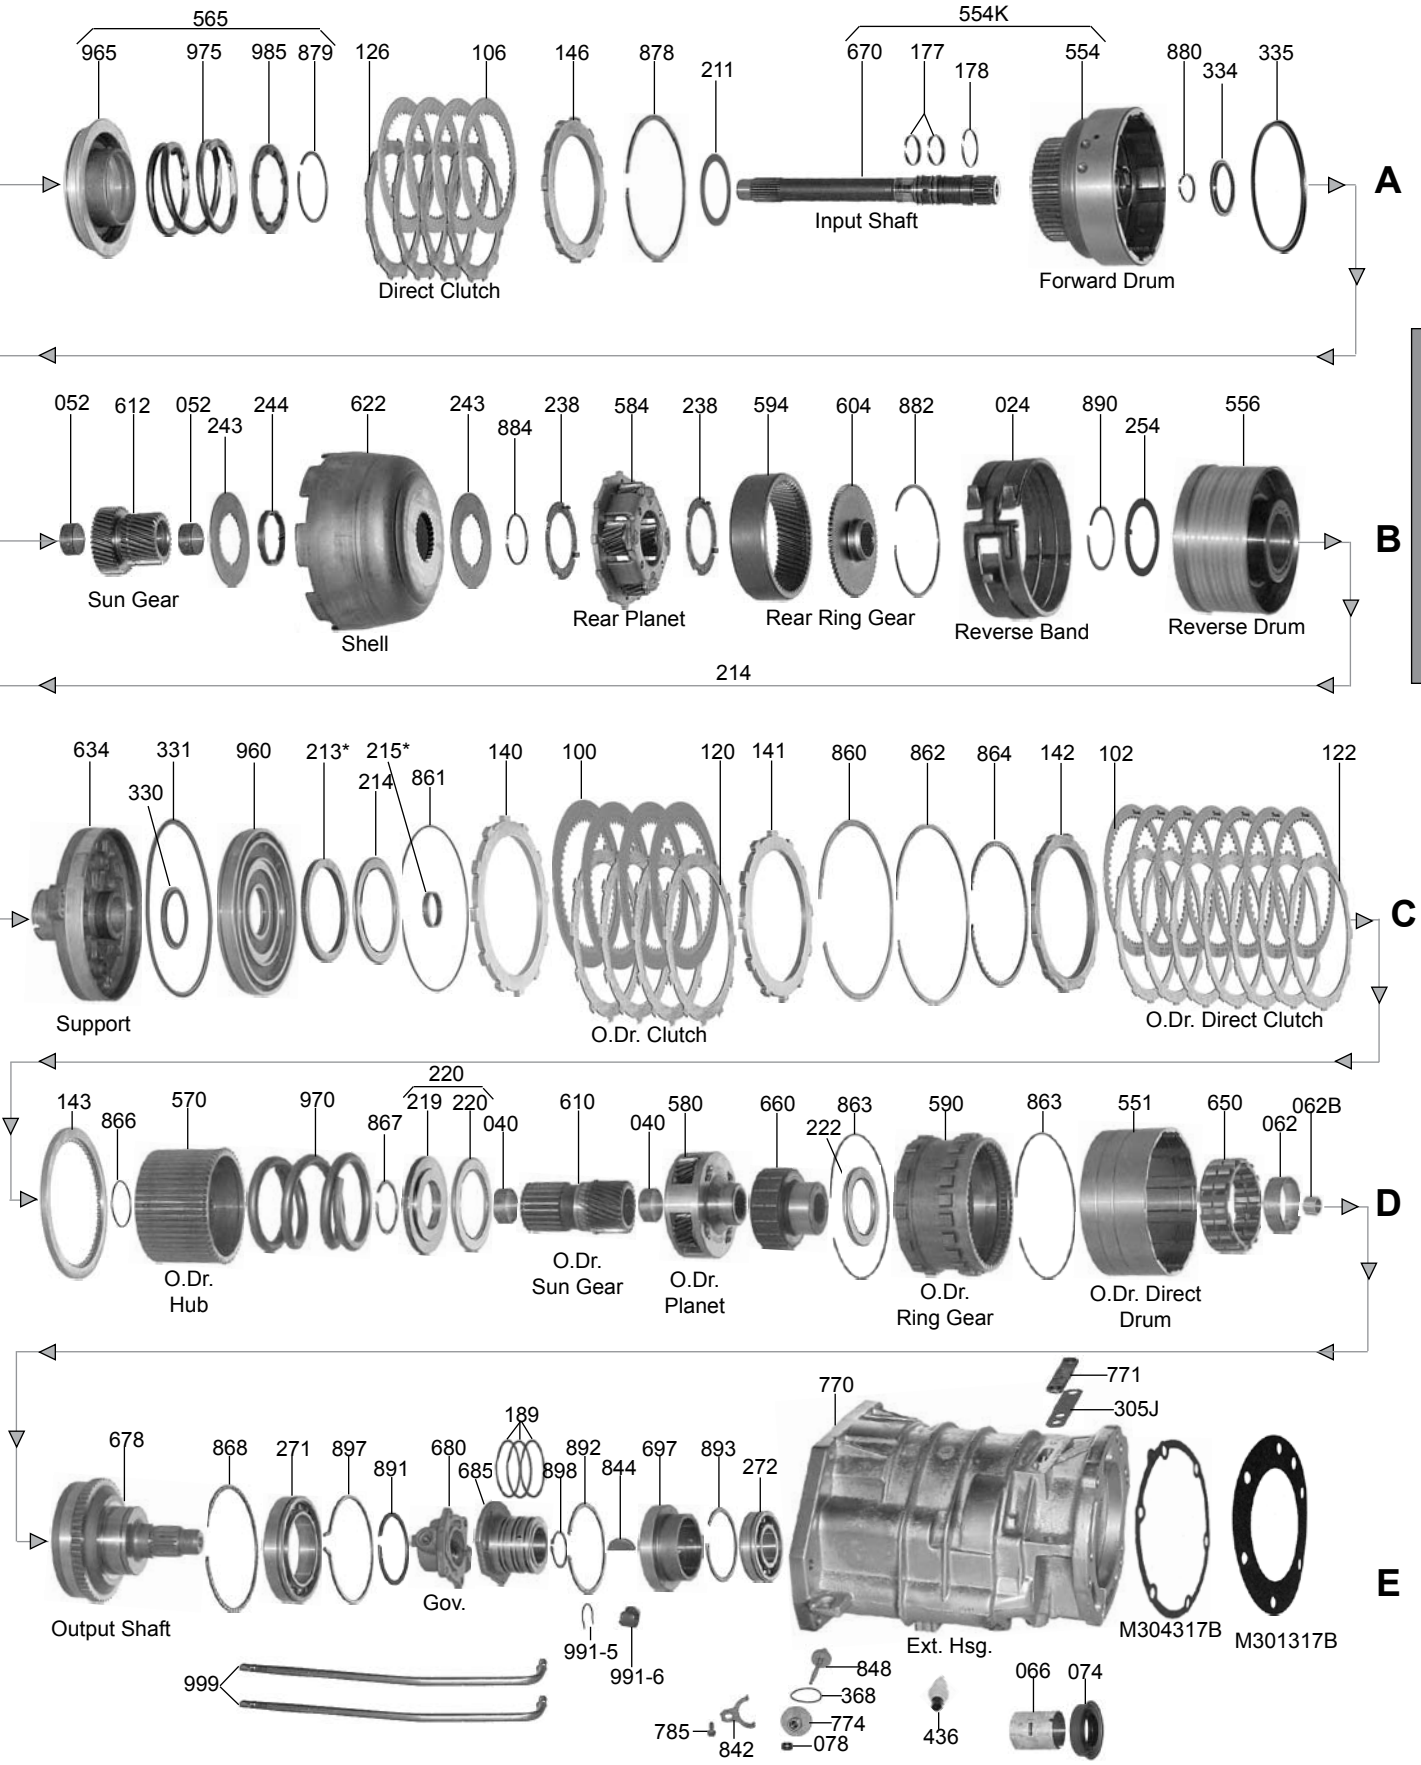 565
554K
965
975
985
879
126
106
146
878
211
670
177
178
554
880
334
335
A
Input Shaft
Forward Drum
Direct Clutch
052
612
052
243
244
622
243
884
238
584
238
594
604
882
024
890
254
556
B
Sun Gear
Shell
Rear Planet
Rear Ring Gear
Reverse Band
Reverse Drum
214
634
331
330
960
213*
215*
214
861
140
100
120
141
860
862
864
142
102
122
C
Support
O.Dr. Clutch
O.Dr. Direct Clutch
220
143
866
570
970
867
219
220
040
610
040
580
660
222
863
590
863
551
650
062
062B
D
O.Dr.
Hub
O.Dr.
Sun Gear
O.Dr.
Planet
O.Dr.
Ring Gear
O.Dr. Direct
Drum
771
305J
770
189
678
868
271
897
891
680
685
898
892
844
697
893
272
E
Output Shaft
Gov.
Ext. Hsg.
M304317B
M301317B
991-5
991-6
999
848
368
774
078
785
842
436
066
074